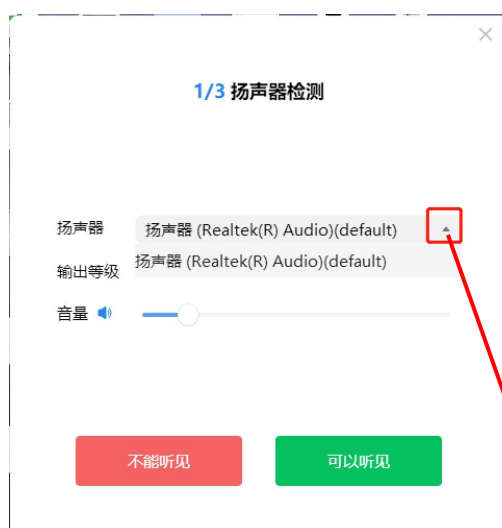 1/3 扬声器检测
扬声器 扬声器 (Realtek(R) Audio)(default)
扬声器 (Realtek(R) Audio)(default)
输出等级
音量
不能听见 可以听见